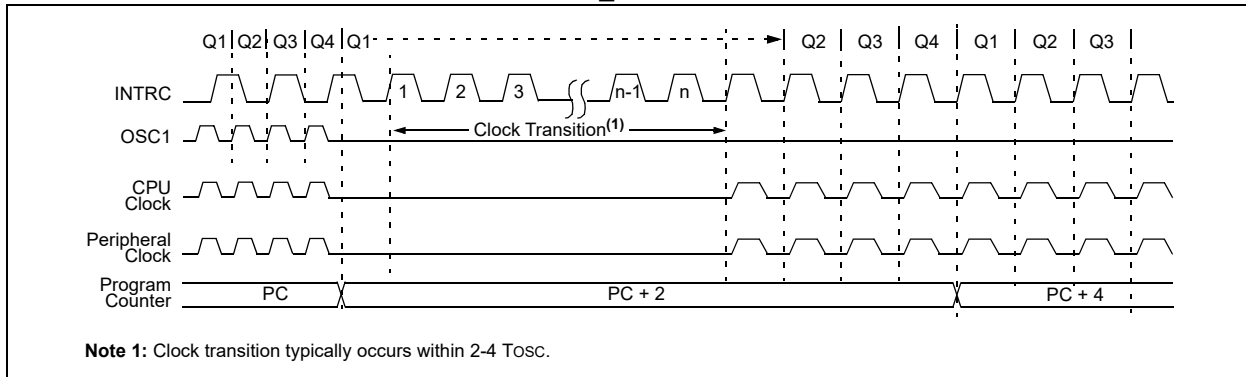 Q1 Q2 Q3 Q4 Q1 Q2 Q3 Q4 Q1 Q2 Q3
INTRC 1 2 3 n-1 n
OSC1 Clock Transition(1)
CPU
Clock
Peripheral
Clock
Program
Counter
PC PC + 2 PC + 4
Note 1: Clock transition typically occurs within 2-4 TOSC.